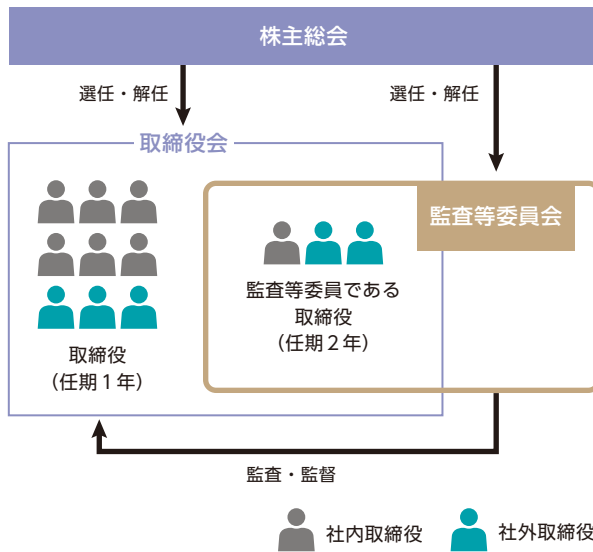 株主総会
選任・解任
選任・解任
取締役会
監査等委員会
監査等委員である
取締役
（任期２年）
取締役
（任期１年）
監査・監督
社内取締役
社外取締役